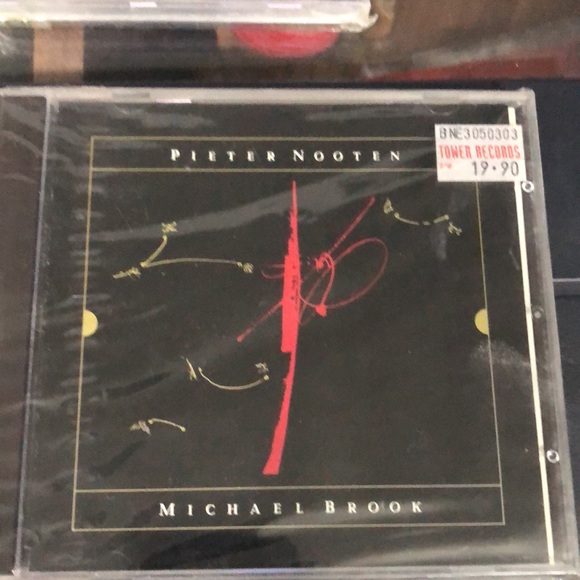 BNE3050303
TOWER RECORDS
19.90
PIETER NOOTEN
MICHAEL BROOK